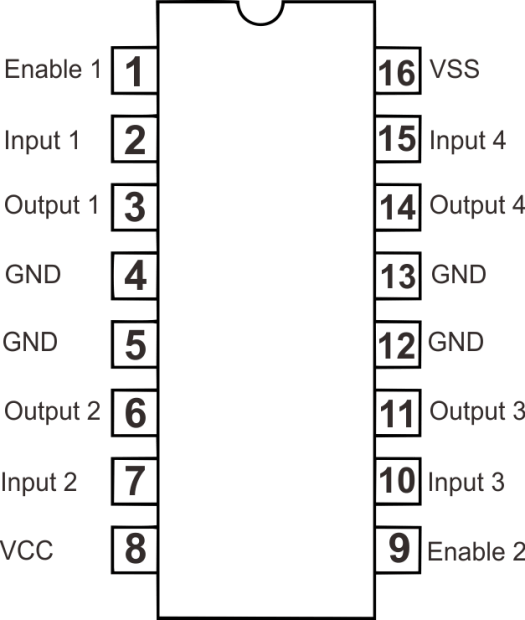 Enable 1 1 16 VSS
Input 1 2 15 Input 4
Output 1 3 14 Output 4
GND 4 13 GND
GND 5 12 GND
Output 2 6 11 Output 3
Input 2 7 10 Input 3
VCC 8 9 Enable 2